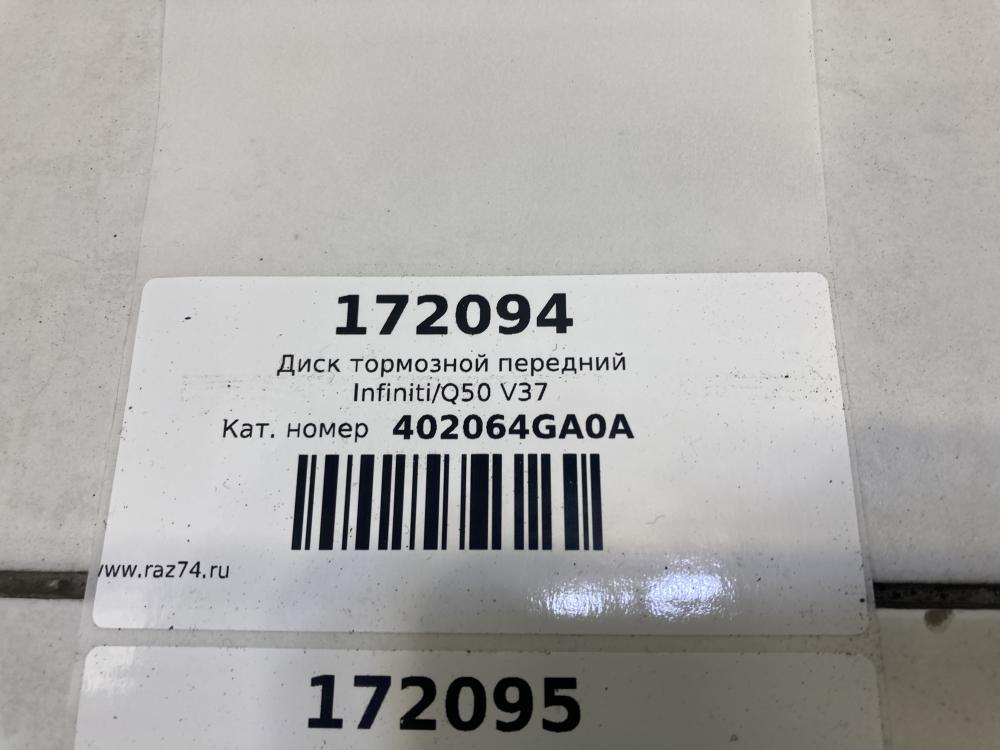 172094
Диск тормозной передний
Infiniti/Q50 V37
Кат. номер 402064GA0A
www.raz74.ru
172095